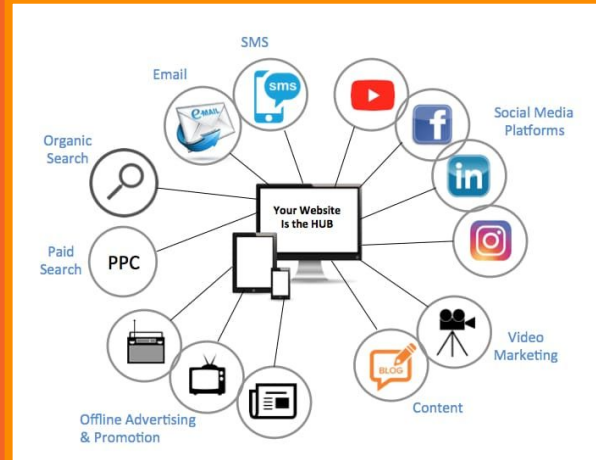 SMS
Email
e-MAIL
sms
Organic
Search
Social Media
Platforms
f
in
Your Website
Is the HUB
Paid
Search
PPC
Video
Marketing
BLOG
Content
Offline Advertising
& Promotion